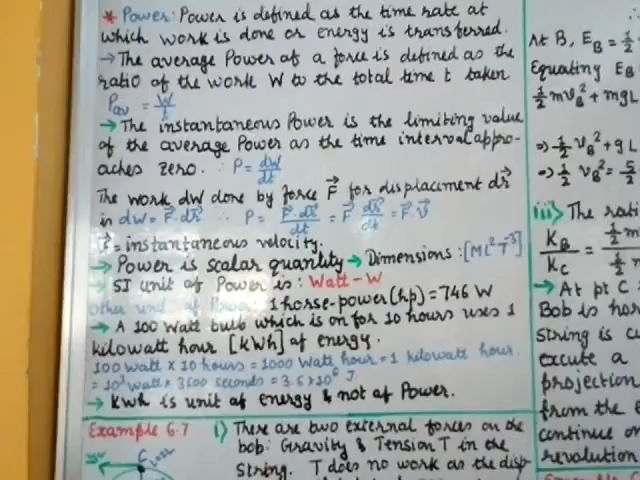 * Power: Power is defined as the time rate at
which work is done or energy is transferred.
→ The average Power of a force is defined as the
ratio of the work W to the total time t taken
Pav = W/t
→ The instantaneous Power is the limiting value
of the average Power as the time interval appro-
aches zero. ∴ P = dW/dt
The work dW done by force F⃗ for displacement dr⃗
in dW = F⃗.dr⃗ ∴ P = F⃗.dr⃗/dt = F⃗.dr⃗/dt = F⃗.v⃗
v⃗ = instantaneous velocity.
→ Power is scalar quantity → Dimensions: [ML²T⁻³]
→ SI unit of Power is: Watt – W
Other unit of Power: 1 horse-power (hp) = 746 W
→ A 100 Watt bulb which is on for 10 hours uses 1
kilowatt hour [KWh] of energy.
100 Watt x 10 hours = 1000 Watt hour = 1 kilowatt hour
= 10³ watt x 3600 seconds = 3.6x10⁶ J
→ KWh is unit of energy & not of Power.
Example 6.7
i) There are two external forces on the
bob: Gravity & Tension T in the
String. T does no work as the disp-
At B, EB = 1/2
Equating EB
1/2 mvB² + mgL
⇒ 1/2 vB² + gL
⇒ 1/2 vB² = 5/2
iii) The rati
KB/KC = 1/2 m / 1/2 m
→ At pt C
Bob is hor
String is cu
excute a
projection
from the
continue on
revolution